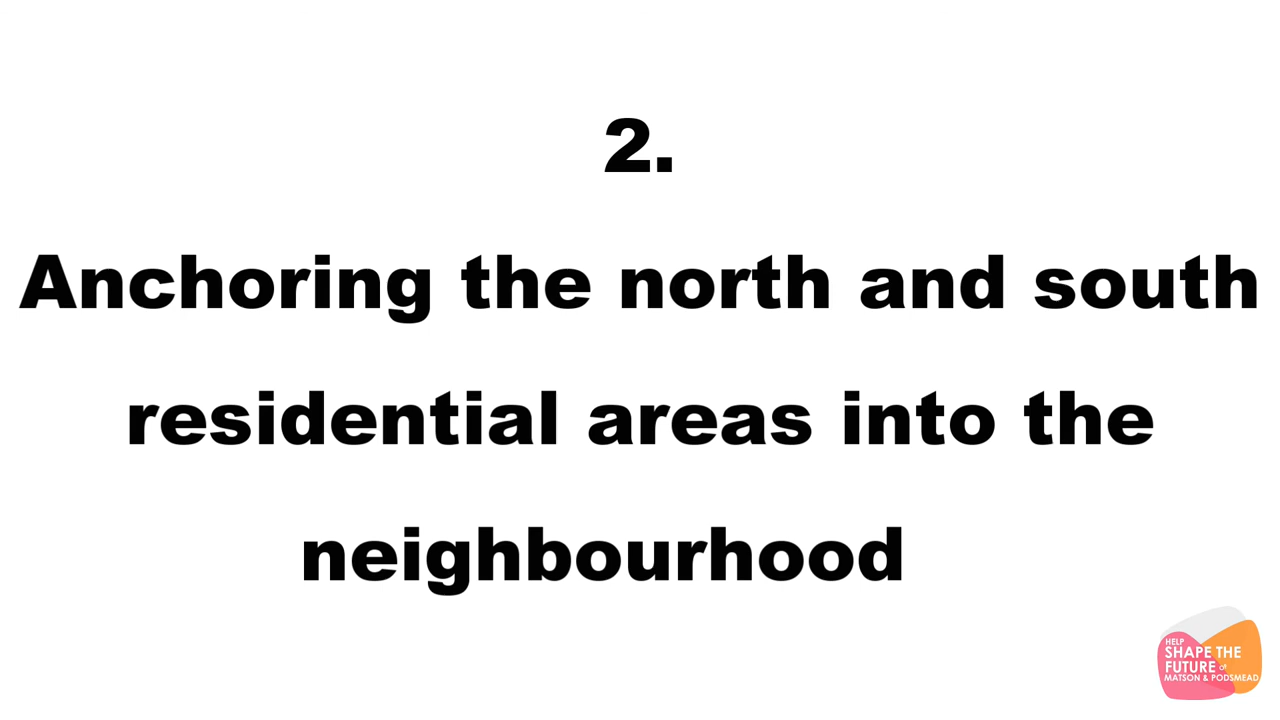 2.
Anchoring the north and south
residential areas into the
neighbourhood
HELP
SHAPE THE
FUTURE of
MATSON & PODSMEAD